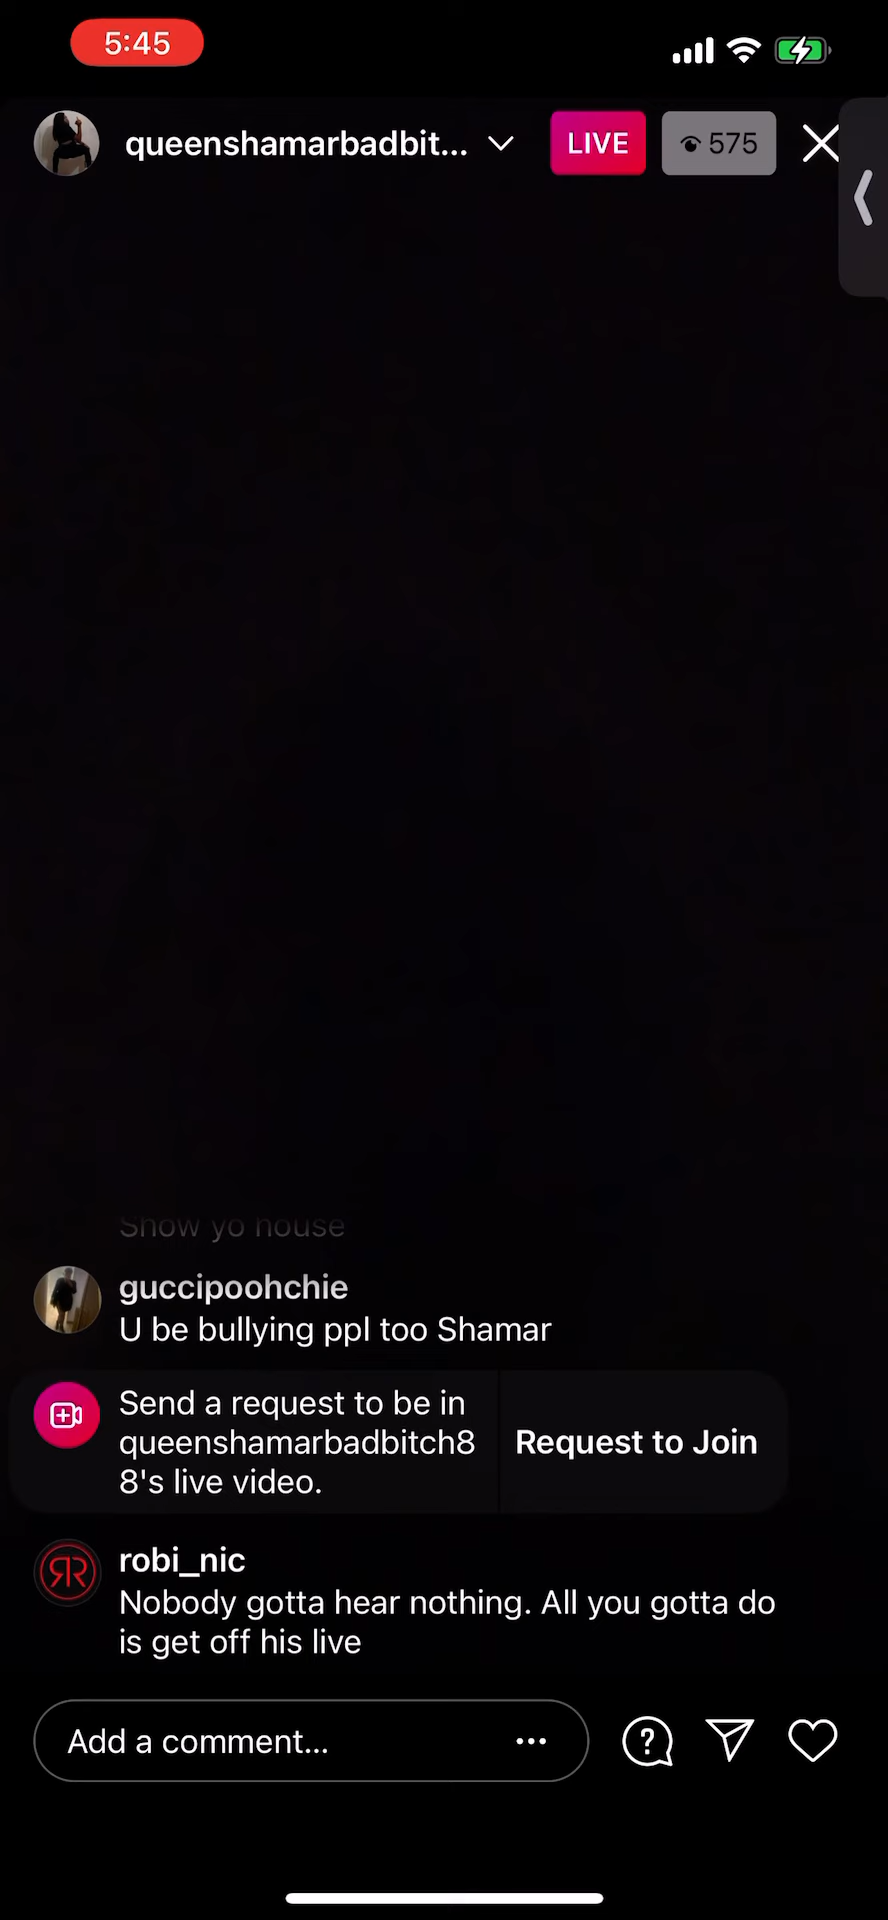 5:45
queenshamarbadbit...
LIVE
575
Show yo house
guccipoohchie
U be bullying ppl too Shamar
Send a request to be in
queenshamarbadbitch8
8's live video.
Request to Join
robi_nic
Nobody gotta hear nothing. All you gotta do
is get off his live
Add a comment...